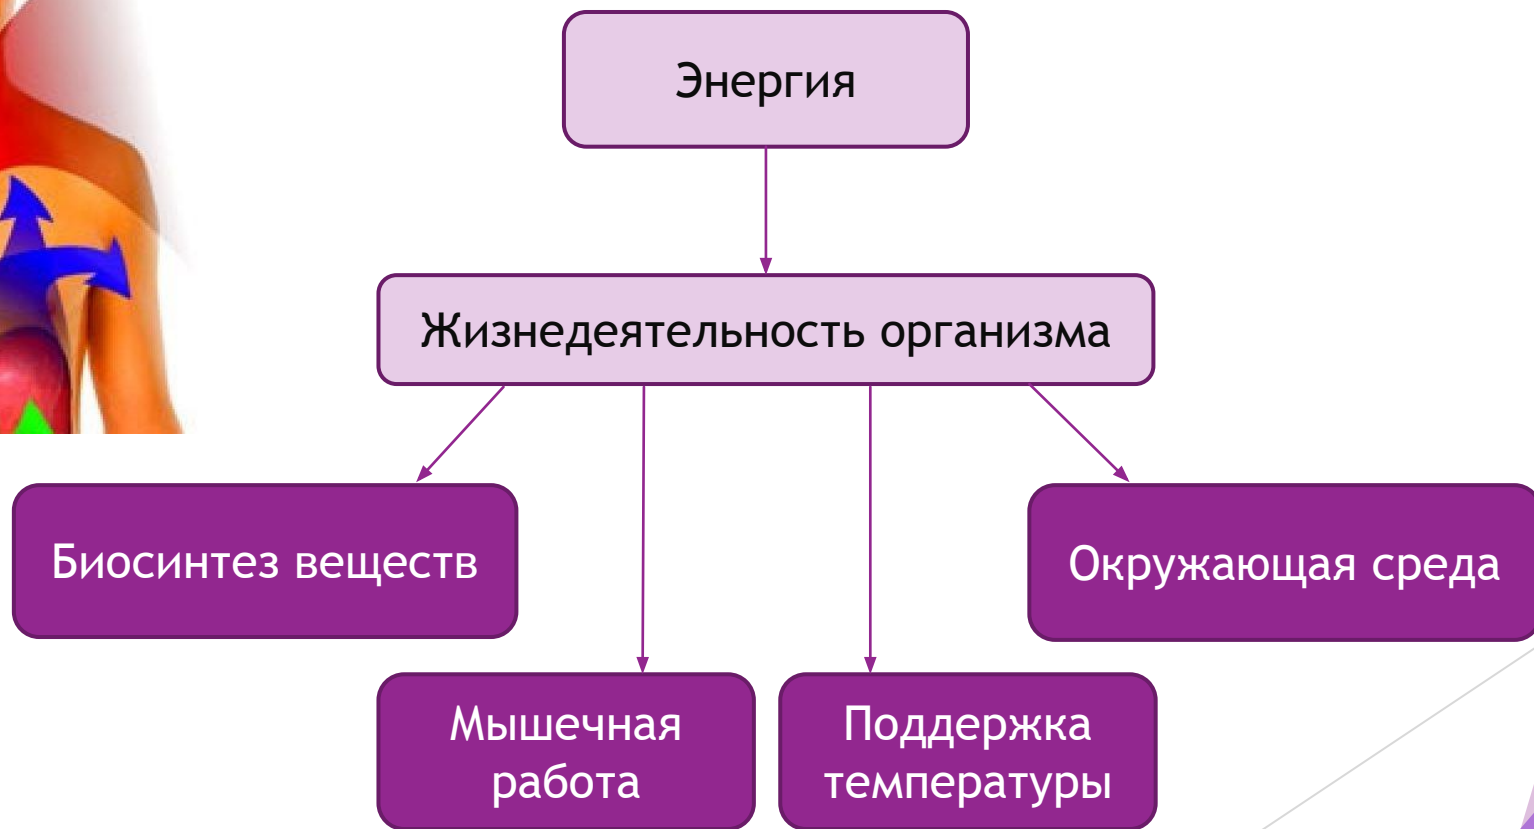 Энергия
Жизнедеятельность организма
Биосинтез веществ
Окружающая среда
Мышечная
работа
Поддержка
температуры